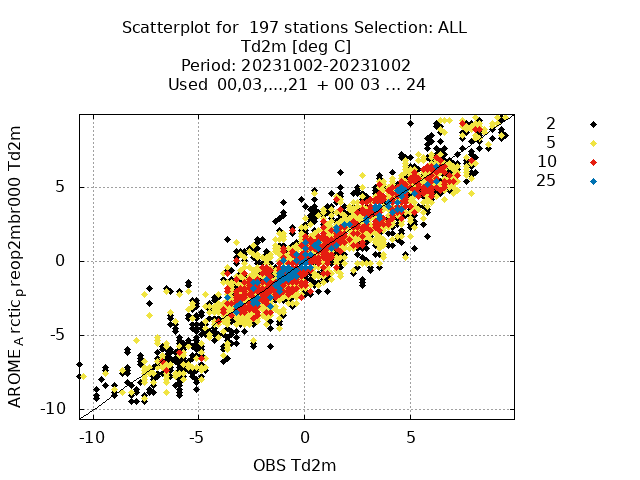 Scatterplot for  197 stations Selection: ALL
Td2m [deg C]
Period: 20231002-20231002
Used  00,03,...,21  + 00 03 ... 24
2
5
10
25
AROME_Arctic_preop2mbr000 Td2m
5
0
-5
-10
-10
-5
0
5
OBS Td2m